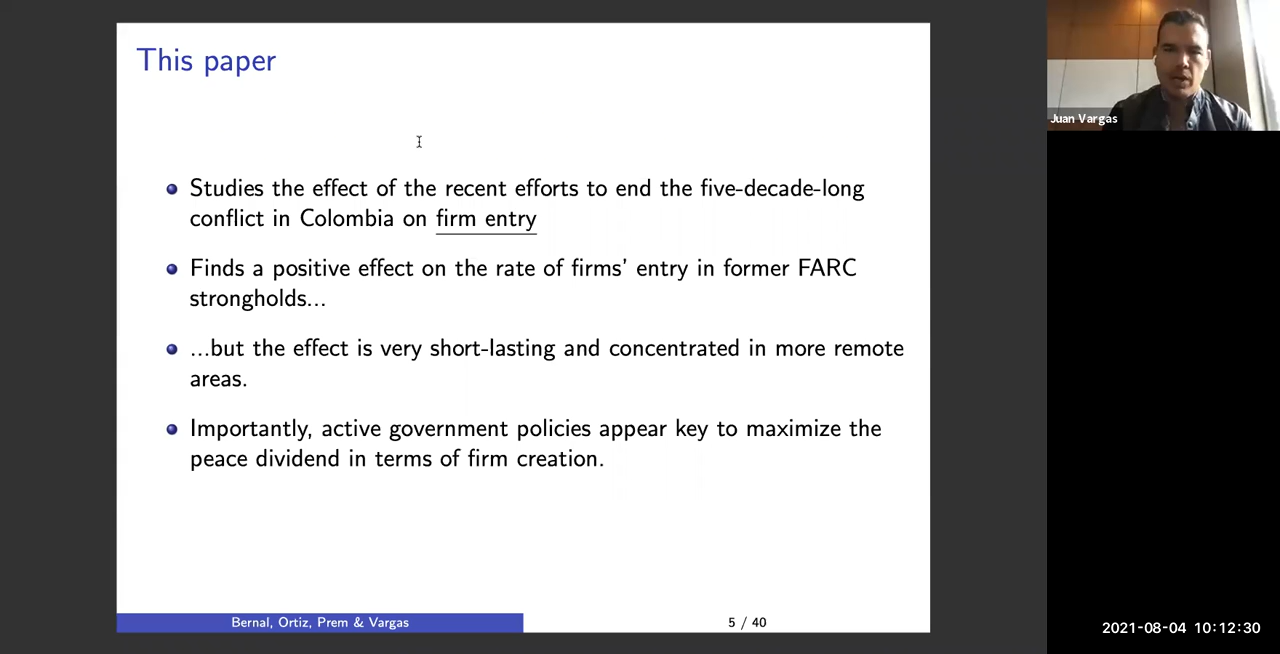 This paper
Studies the effect of the recent efforts to end the five-decade-long
conflict in Colombia on firm entry
Finds a positive effect on the rate of firms' entry in former FARC
strongholds...
...but the effect is very short-lasting and concentrated in more remote
areas.
Importantly, active government policies appear key to maximize the
peace dividend in terms of firm creation.
Bernal, Ortiz, Prem & Vargas
5 / 40
Juan Vargas
2021-08-04 10:12:30